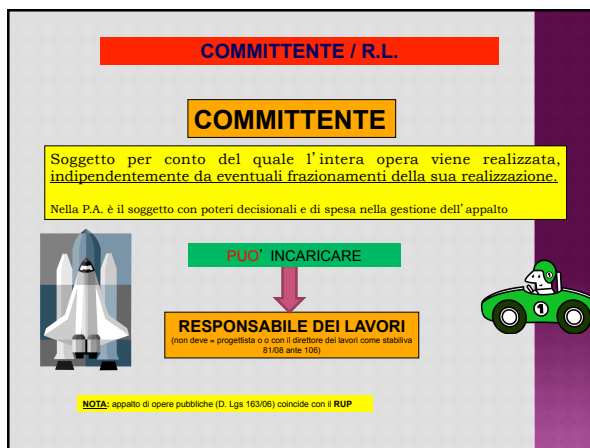 COMMITTENTE / R.L.
COMMITTENTE
Soggetto per conto del quale l'intera opera viene realizzata,
indipendentemente da eventuali frazionamenti della sua realizzazione.
Nella P.A. è il soggetto con poteri decisionali e di spesa nella gestione dell'appalto
PUO' INCARICARE
RESPONSABILE DEI LAVORI
(non deve = progettista o o con il direttore dei lavori come stabiliva
81/08 ante 106)
1
NOTA: appalto di opere pubbliche (D. Lgs 163/06) coincide con il RUP